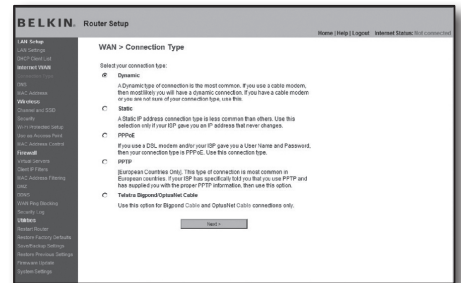 BELKIN. Router Setup
Home | Help | Logout Internet Status: Not connected
LAN Setup
LAN Settings
DHCP Client List
Internet WAN
Connection Type
DNS
MAC Address
Wireless
Channel and SSID
Security
Wi-Fi Protected Setup
Use as Access Point
MAC Address Control
Firewall
Virtual Servers
Client IP Filters
MAC Address Filtering
DMZ
DDNS
WAN Ping Blocking
Security Log
Utilities
Restart Router
Restore Factory Defaults
Save/Backup Settings
Restore Previous Settings
Firmware Update
System Settings
WAN > Connection Type
Select your connection type:
Dynamic
A Dynamic type of connection is the most common. If you use a cable modem,
then most likely you will have a dynamic connection. If you have a cable modem
or you are not sure of your connection type, use this.
Static
A Static IP address connection type is less common than others. Use this
selection only if your ISP gave you an IP address that never changes.
PPPoE
If you use a DSL modem and/or your ISP gave you a User Name and Password,
then your connection type is PPPoE. Use this connection type.
PPTP
[European Countries Only]. This type of connection is most common in
European countries. If your ISP has specifically told you that you use PPTP and
has supplied you with the proper PPTP information, then use this option.
Telstra Bigpond/OptusNet Cable
Use this option for Bigpond Cable and OptusNet Cable connections only.
Next >